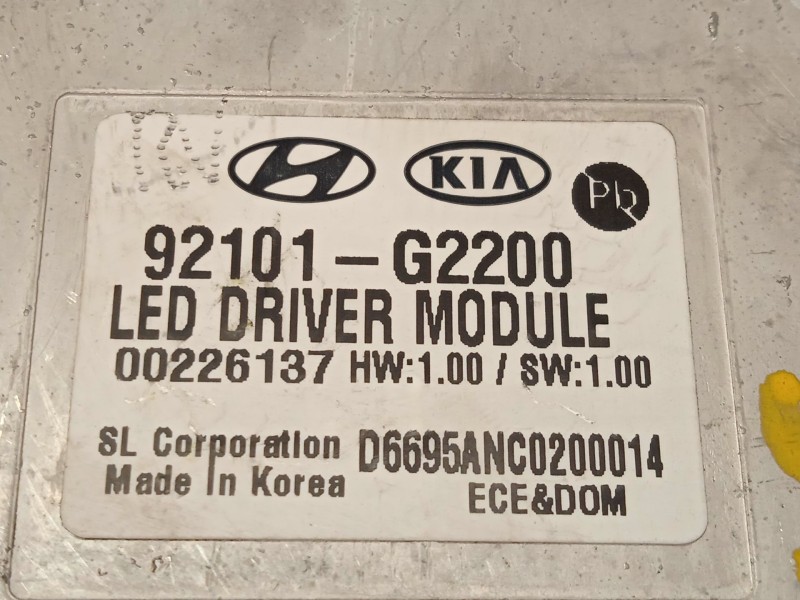 KIA
Pb
92101-G2200
LED DRIVER MODULE
00226137 HW:1.00 / SW:1.00
SL Corporation D6695ANC0200014
Made In Korea ECE&DOM